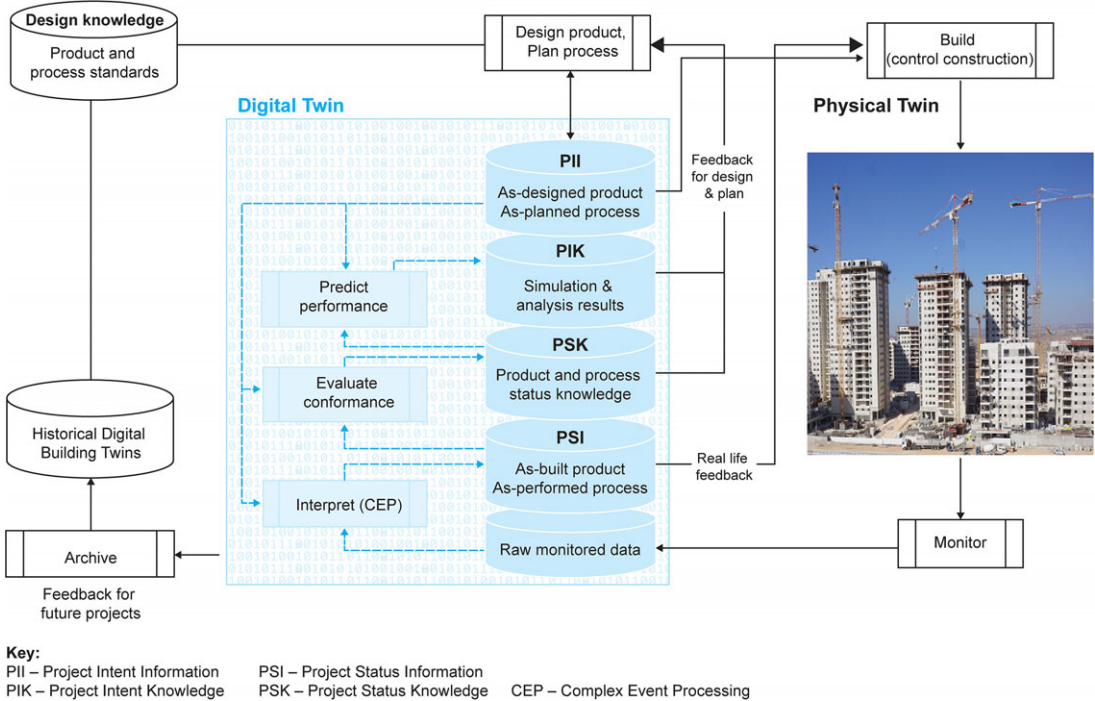 Design knowledge
Product and
process standards
Design product,
Plan process
Build
(control construction)
Digital Twin
Physical Twin
PII
As-designed product
As-planned process
Feedback
for design
& plan
PIK
Simulation &
analysis results
Predict
performance
PSK
Product and process
status knowledge
Evaluate
conformance
Historical Digital
Building Twins
PSI
As-built product
As-performed process
Real life
feedback
Interpret (CEP)
Raw monitored data
Monitor
Archive
Feedback for
future projects
Key:
PII – Project Intent Information
PSI – Project Status Information
PIK – Project Intent Knowledge
PSK – Project Status Knowledge
CEP – Complex Event Processing